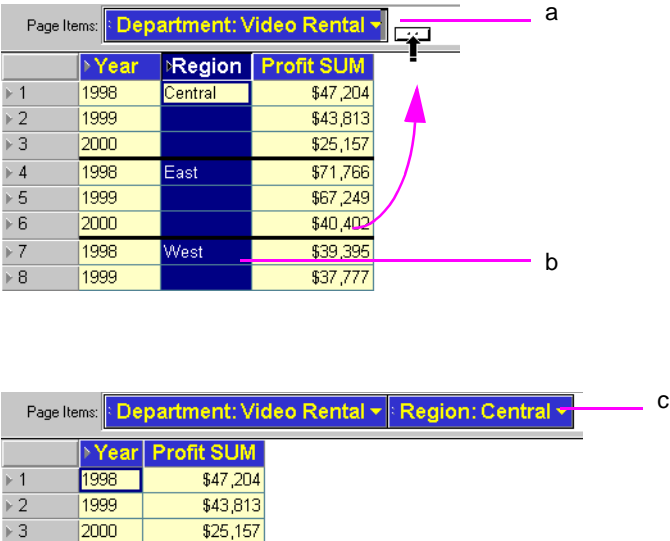 Page Items: Department: Video Rental a
Year Region Profit SUM
1 1998 Central $47,204
2 1999 $43,813
3 2000 $25,157
4 1998 East $71,766
5 1999 $67,249
6 2000 $40,402
7 1998 West $39,395
b
8 1999 $37,777
Page Items: Department: Video Rental Region: Central c
Year Profit SUM
1 1998 $47,204
2 1999 $43,813
3 2000 $25,157